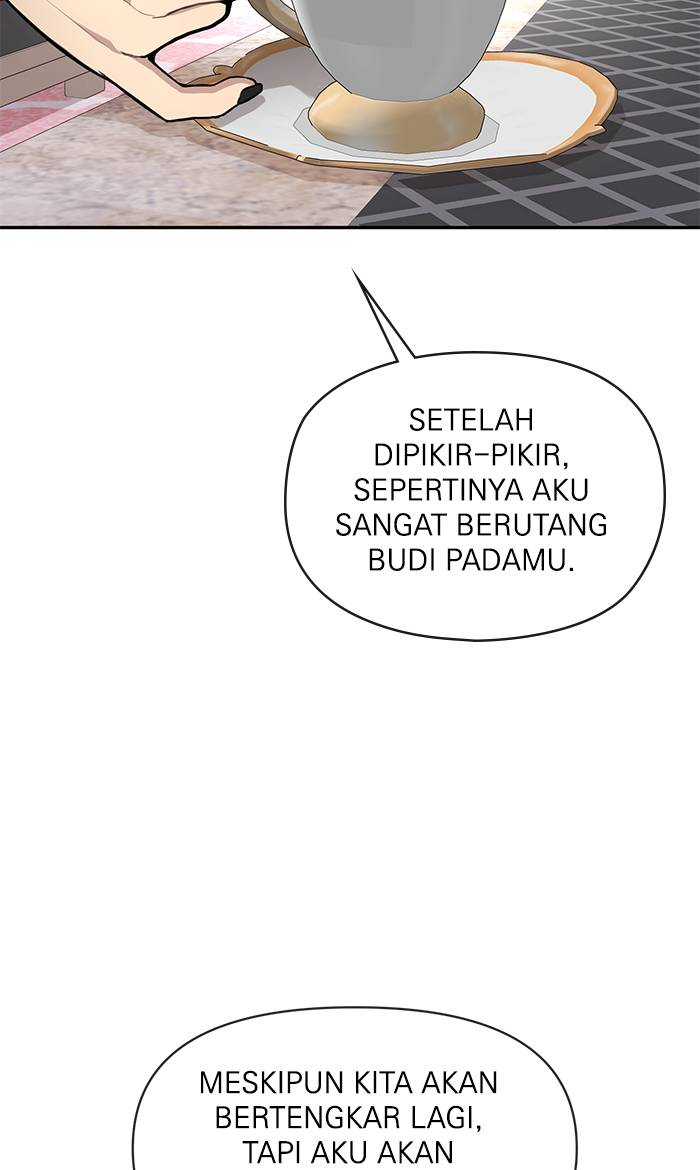 SETELAH
DIPIKIR-PIKIR,
SEPERTINYA AKU
SANGAT BERUTANG
BUDI PADAMU.
MESKIPUN KITA AKAN
BERTENGKAR LAGI,
TAPI AKU AKAN